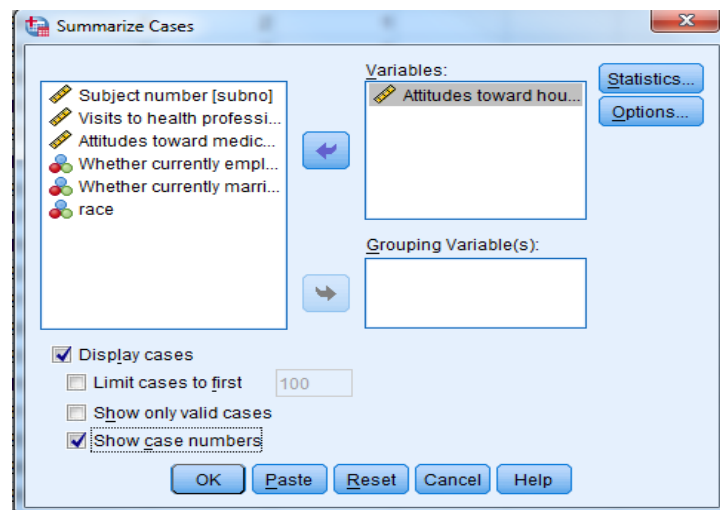 Summarize Cases
Subject number [subno]
Visits to health professi...
Attitudes toward medic...
Whether currently empl...
Whether currently marri...
race
Variables:
Attitudes toward hou...
Statistics...
Options...
Grouping Variable(s):
Display cases
Limit cases to first 100
Show only valid cases
Show case numbers
OK Paste Reset Cancel Help